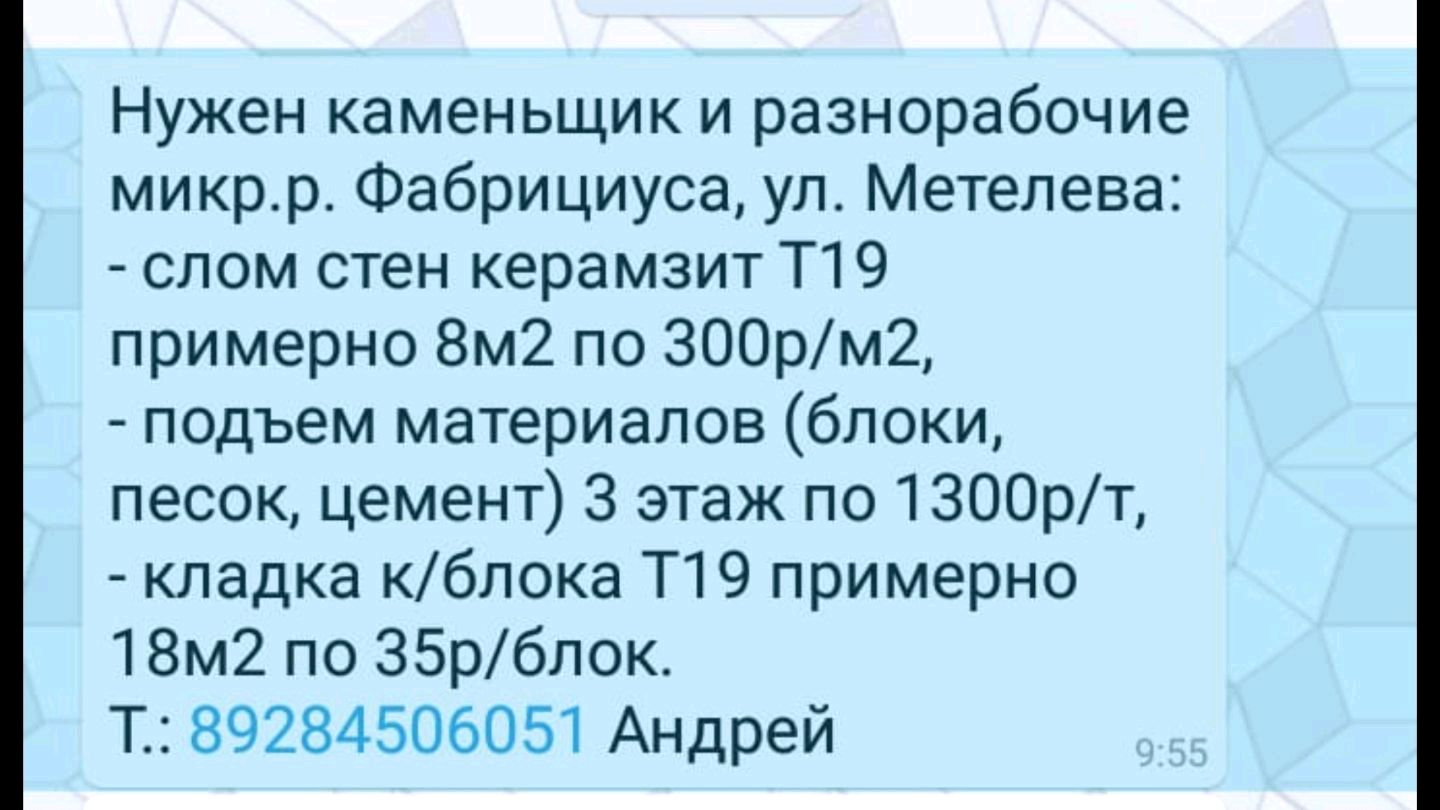 Нужен каменьщик и разнорабочие
микр.р. Фабрициуса, ул. Метелева:
- слом стен керамзит Т19
примерно 8м2 по 300р/м2,
- подъем материалов (блоки,
песок, цемент) 3 этаж по 1300р/т,
- кладка к/блока Т19 примерно
18м2 по 35р/блок.
Т.: 89284506051 Андрей
9:55